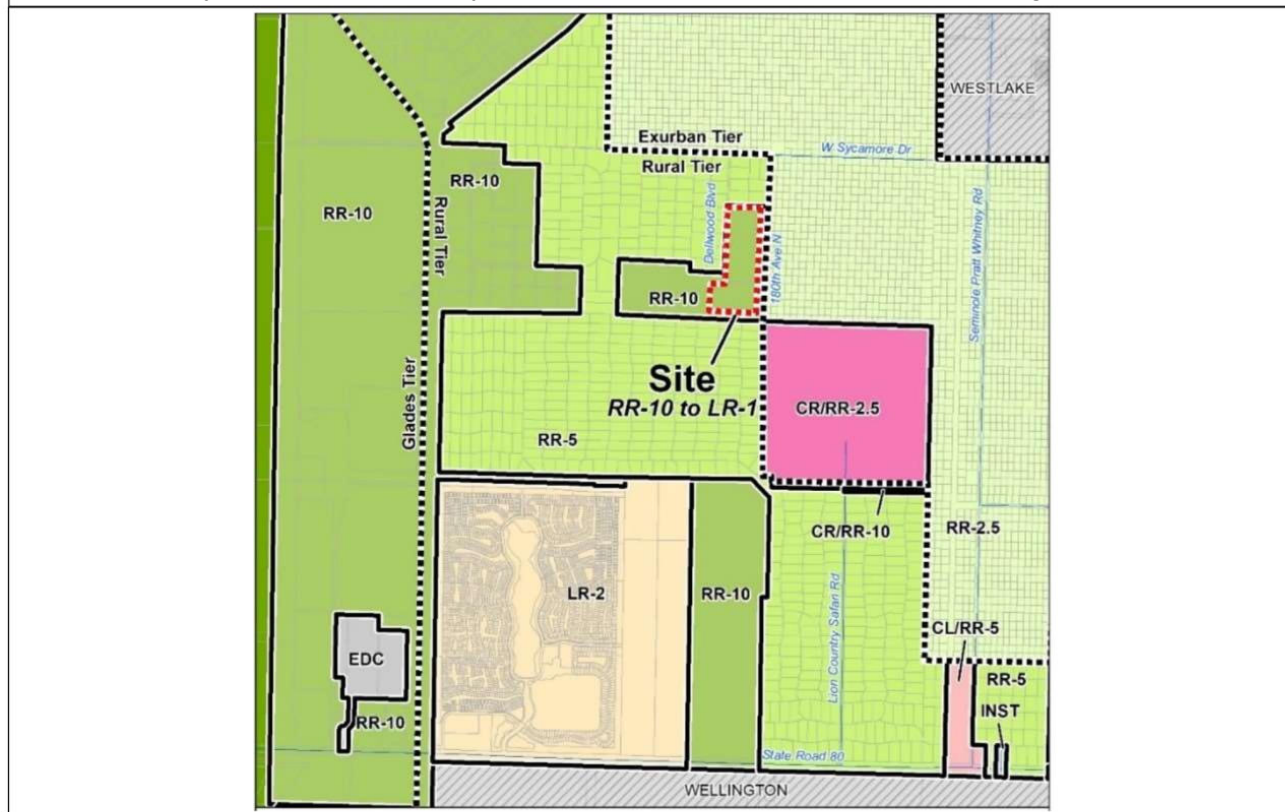 WESTLAKE
Exurban Tier
Rural Tier
W Sycamore Dr
RR-10
RR-10
Rural Tier
Dellwood Blvd
180th Ave N
Seminole Pratt Whitney Rd
RR-10
Site
RR-10 to LR-1
Glades Tier
CR/RR-2.5
RR-5
CR/RR-10
RR-2.5
LR-2
RR-10
Lion Country Safari Rd
CL/RR-5
EDC
RR-5
INST
RR-10
State Road 80
WELLINGTON